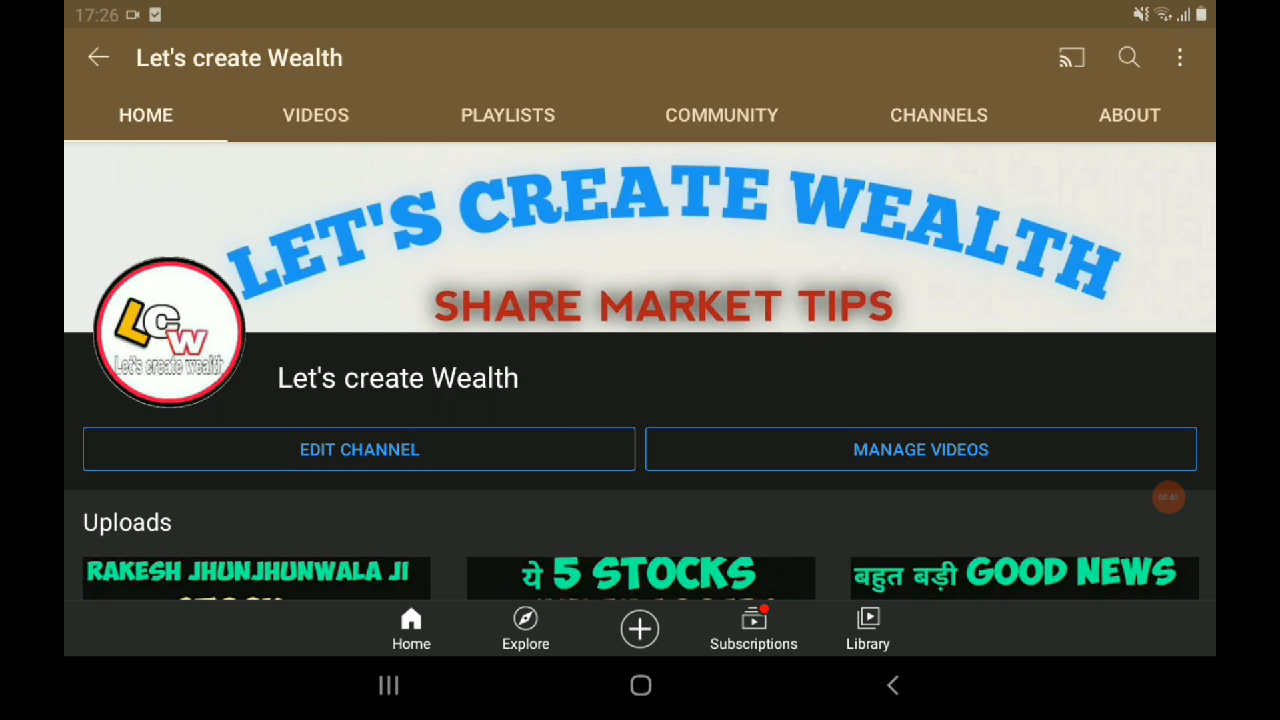 17:26
Let's create Wealth
HOME VIDEOS PLAYLISTS COMMUNITY CHANNELS ABOUT
LET'S CREATE WEALTH
SHARE MARKET TIPS
LCW
Let's create wealth
Let's create Wealth
EDIT CHANNEL MANAGE VIDEOS
00:40
Uploads
RAKESH JHUNJHUNWALA JI ये 5 STOCKS बहुत बड़ी GOOD NEWS
Home Explore Subscriptions Library